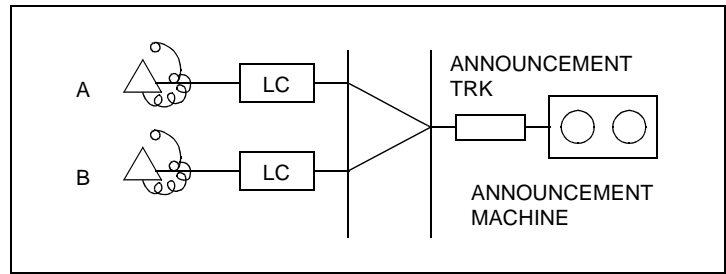 A
LC
ANNOUNCEMENT
TRK
B
LC
ANNOUNCEMENT
MACHINE